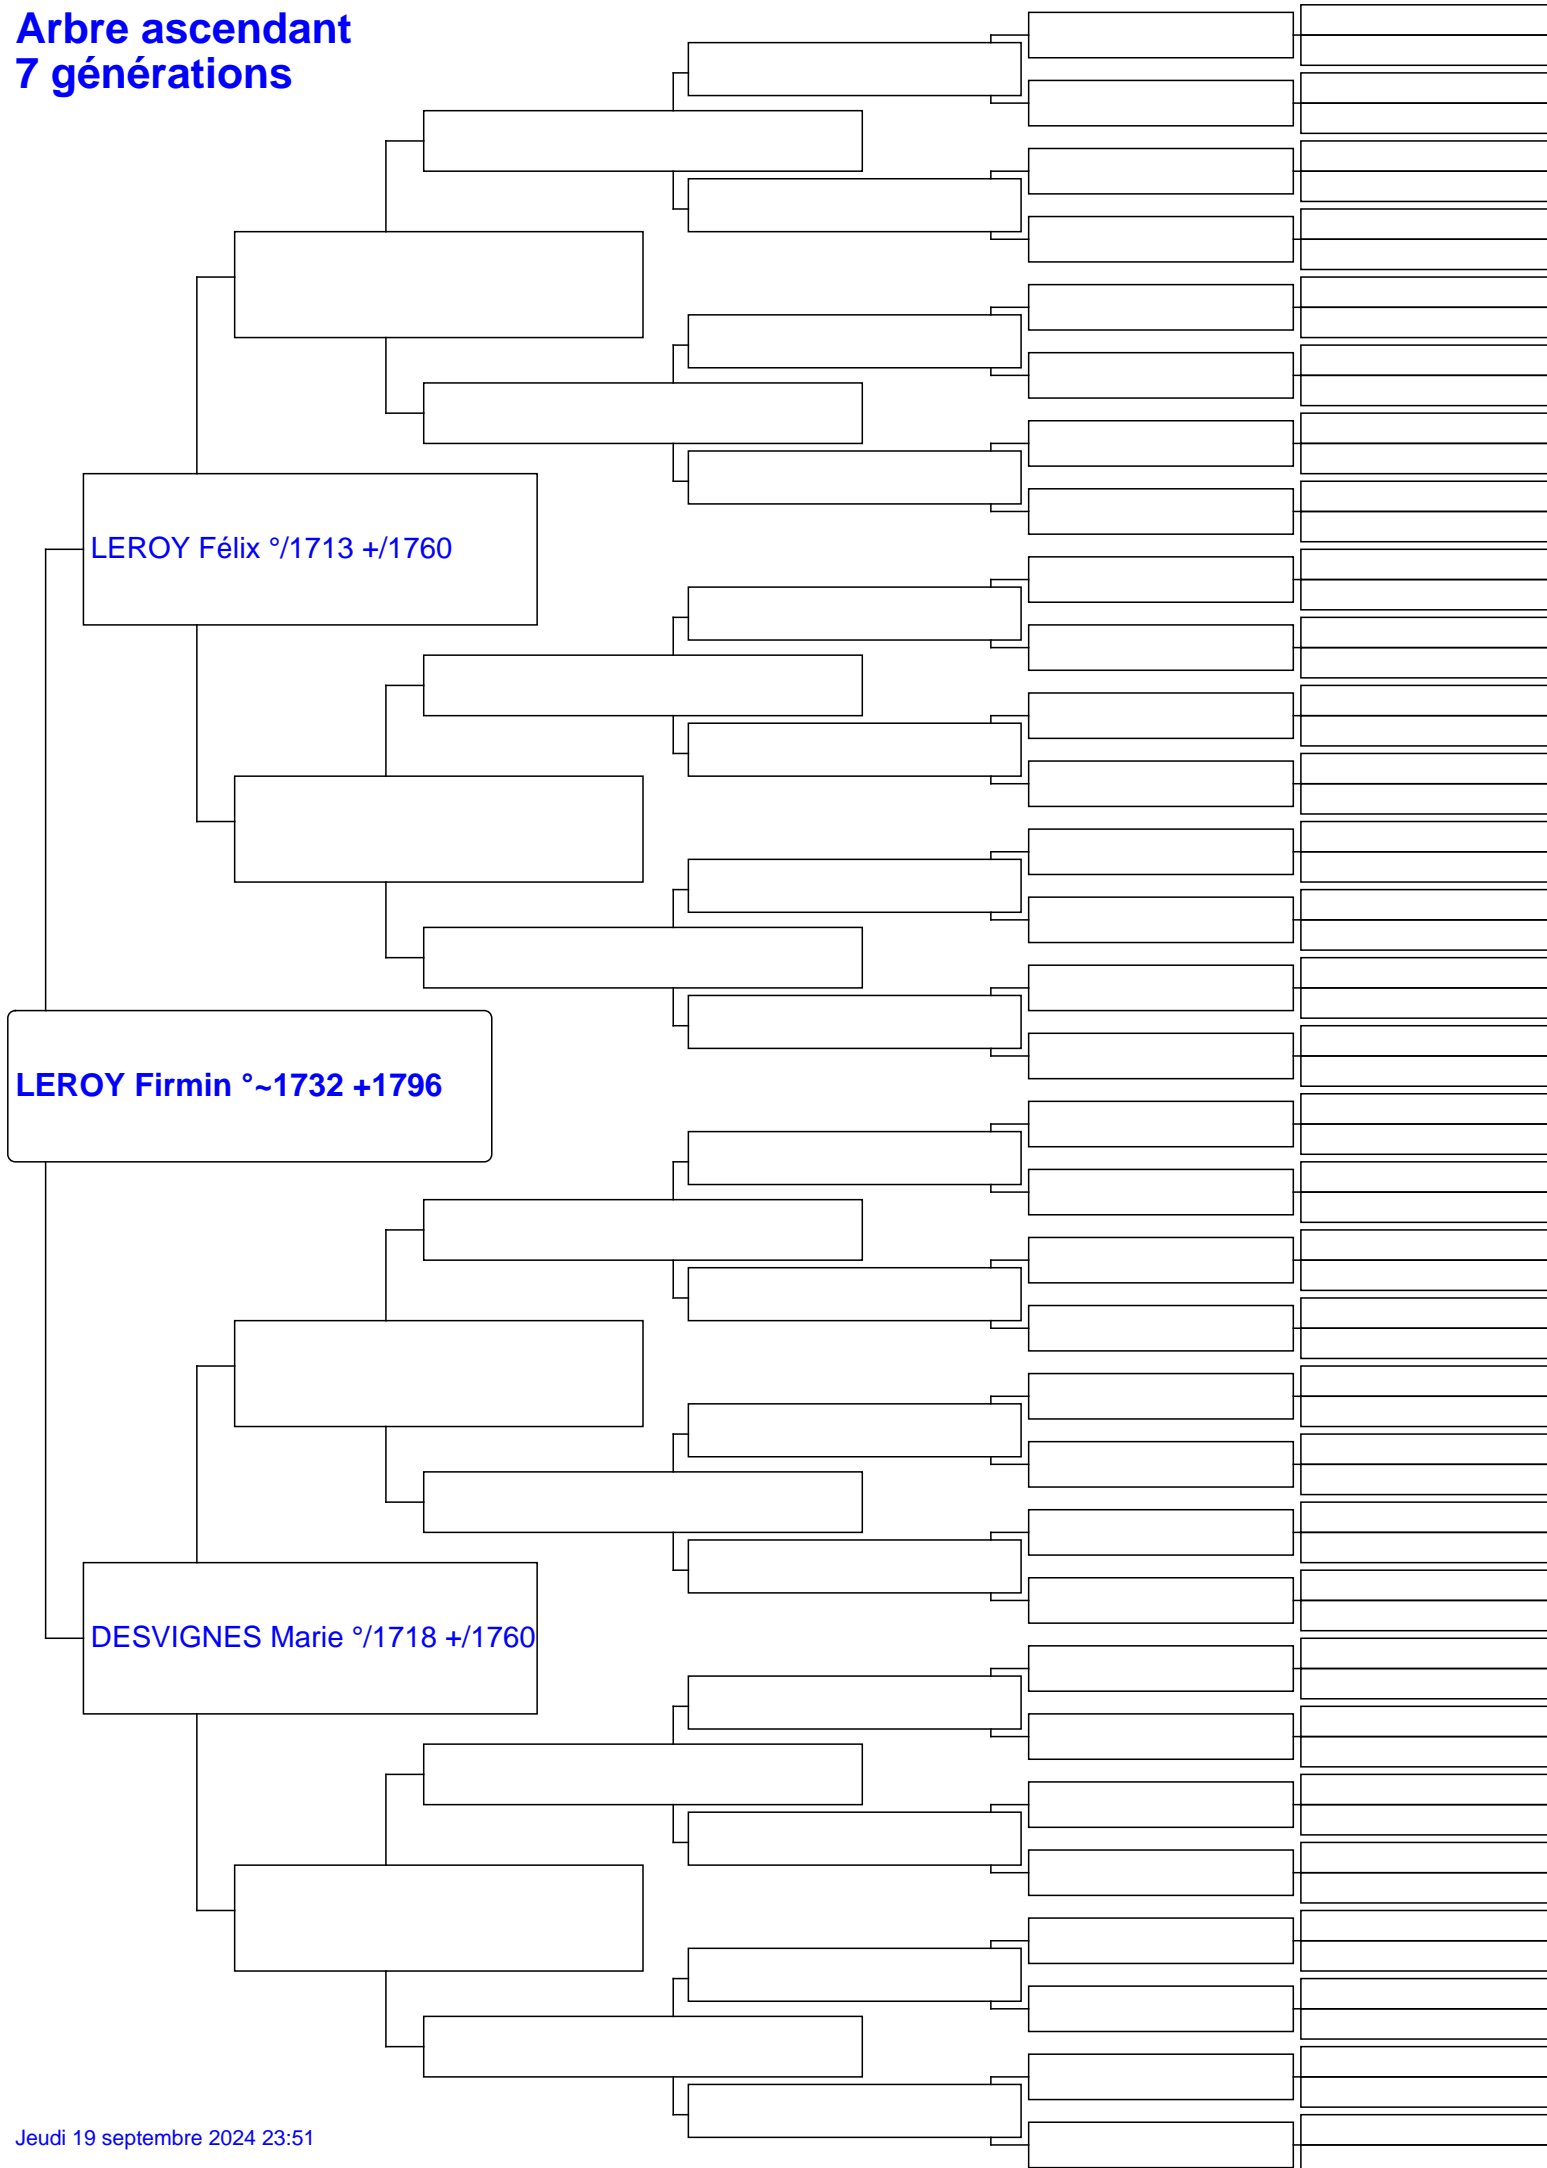 Arbre ascendant
7 générations
LEROY Félix °/1713 +/1760
LEROY Firmin °~1732 +1796
DESVIGNES Marie °/1718 +/1760
Jeudi 19 septembre 2024 23:51